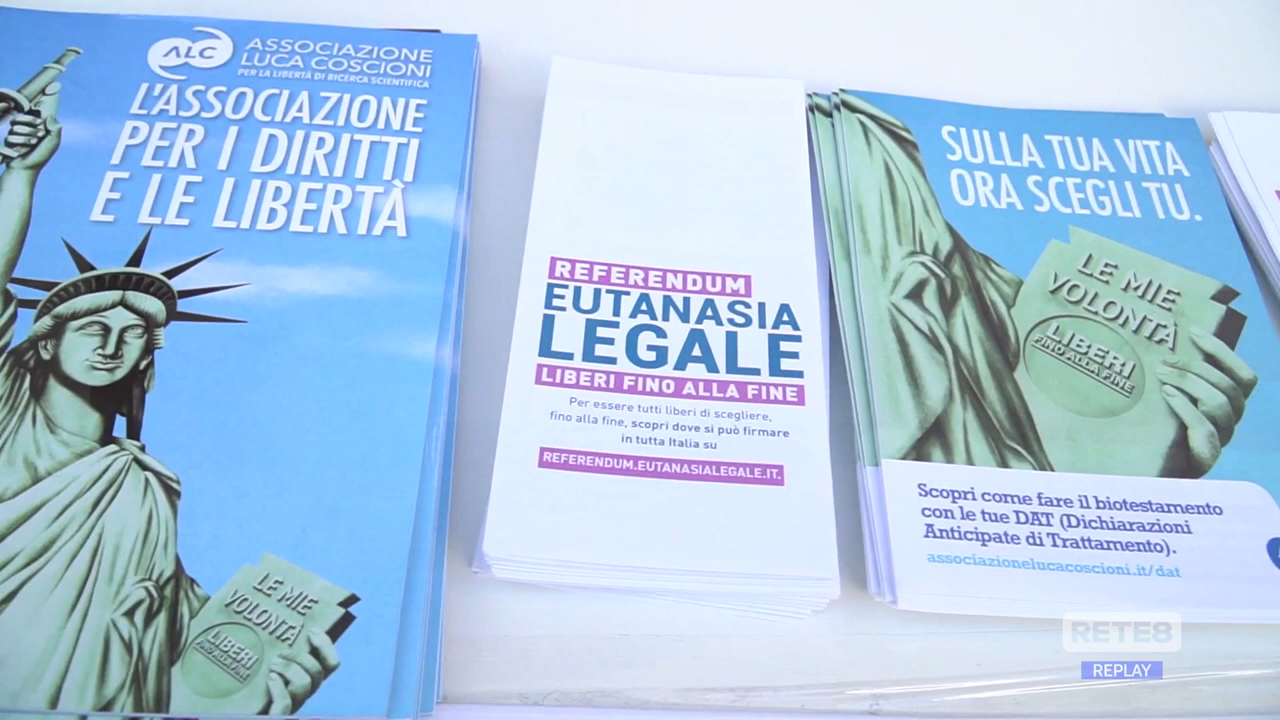 ALC
ASSOCIAZIONE
LUCA COSCIONI
PER LA LIBERTÀ DI RICERCA SCIENTIFICA
L'ASSOCIAZIONE
PER I DIRITTI
E LE LIBERTÀ
LE MIE
VOLONTÀ
LIBERI
FINO ALLA FINE
REFERENDUM
EUTANASIA
LEGALE
LIBERI FINO ALLA FINE
Per essere tutti liberi di scegliere,
fino alla fine, scopri dove si può firmare
in tutta Italia su
REFERENDUM.EUTANASIALEGALE.IT.
SULLA TUA VITA
ORA SCEGLI TU.
LE MIE
VOLONTÀ
LIBERI
FINO ALLA FINE
Scopri come fare il biotestamento
con le tue DAT (Dichiarazioni
Anticipate di Trattamento).
associazionelucacoscioni.it/dat
RETE8
REPLAY